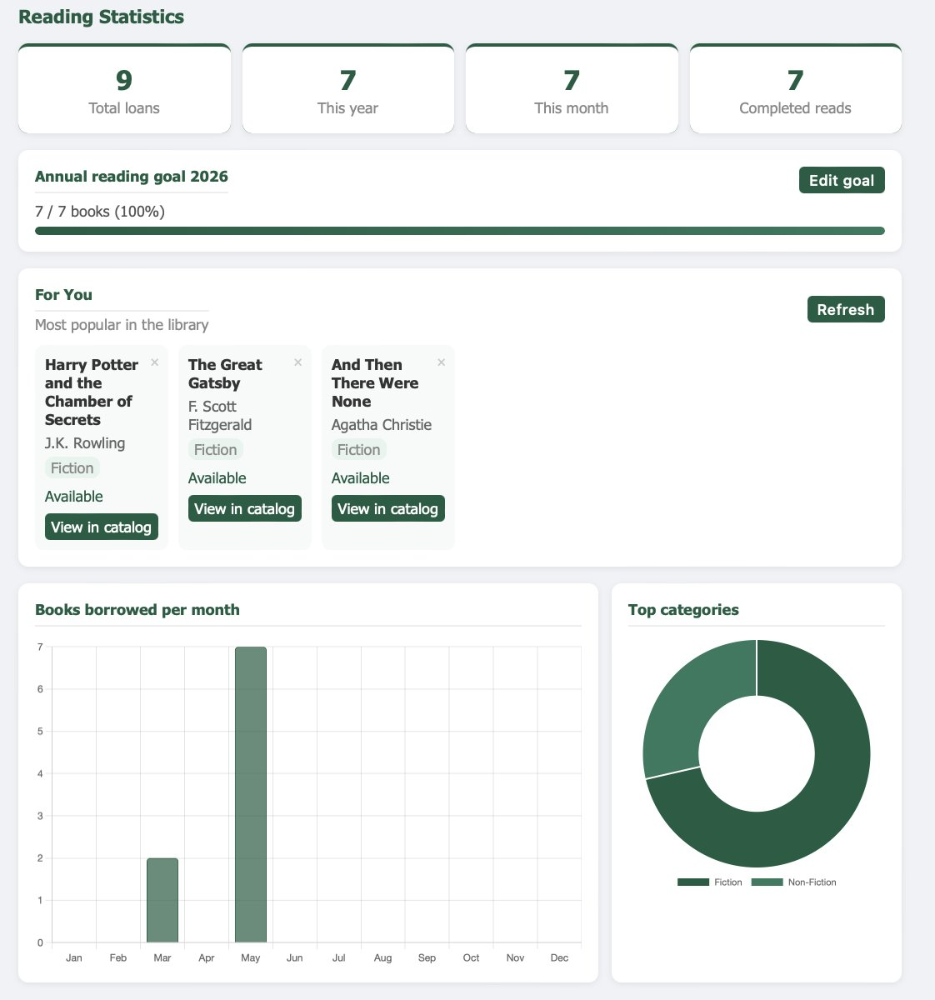 Reading Statistics
9
Total loans
7
This year
7
This month
7
Completed reads
Annual reading goal 2026
Edit goal
7 / 7 books (100%)
For You
Most popular in the library
Refresh
Harry Potter
and the
Chamber of
Secrets
×
J.K. Rowling
Fiction
Available
View in catalog
The Great
Gatsby
×
F. Scott
Fitzgerald
Fiction
Available
View in catalog
And Then
There Were
None
×
Agatha Christie
Fiction
Available
View in catalog
Books borrowed per month
7
6
5
4
3
2
1
0
Jan Feb Mar Apr May Jun Jul Aug Sep Oct Nov Dec
Top categories
Fiction Non-Fiction